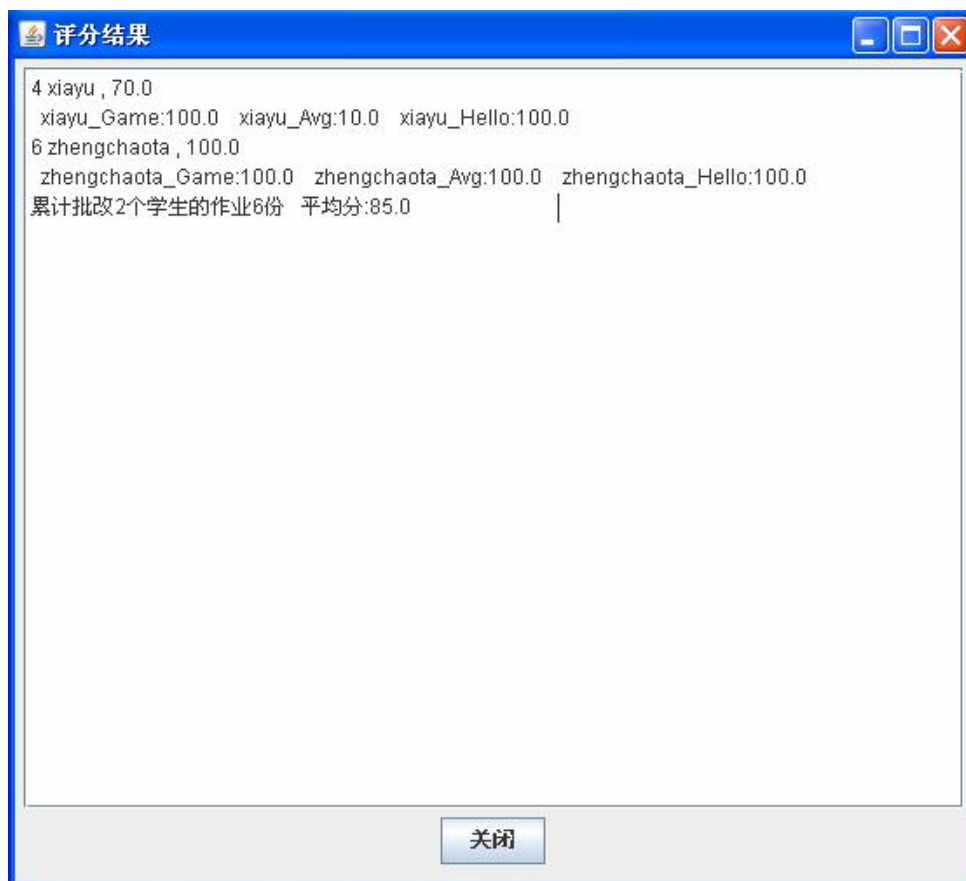 评分结果
4 xiayu , 70.0
xiayu_Game:100.0 xiayu_Avg:10.0 xiayu_Hello:100.0
6 zhengchaota , 100.0
zhengchaota_Game:100.0 zhengchaota_Avg:100.0 zhengchaota_Hello:100.0
累计批改2个学生的作业6份 平均分:85.0
关闭